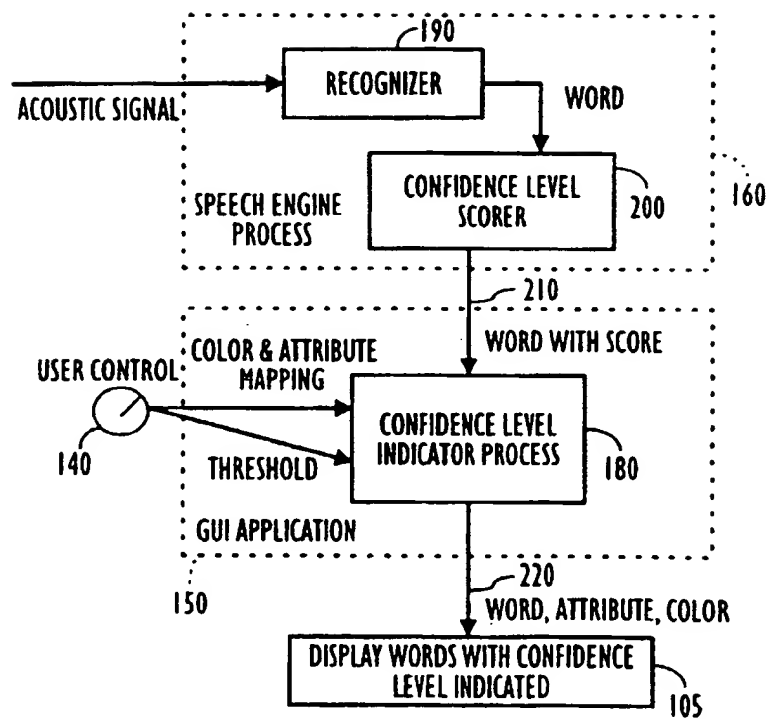 190
RECOGNIZER
ACOUSTIC SIGNAL
WORD
CONFIDENCE LEVEL
SCORER
200
160
SPEECH ENGINE
PROCESS
210
WORD WITH SCORE
COLOR & ATTRIBUTE
MAPPING
USER CONTROL
140
THRESHOLD
CONFIDENCE LEVEL
INDICATOR PROCESS
180
GUI APPLICATION
150
220
WORD, ATTRIBUTE, COLOR
DISPLAY WORDS WITH CONFIDENCE
LEVEL INDICATED
105